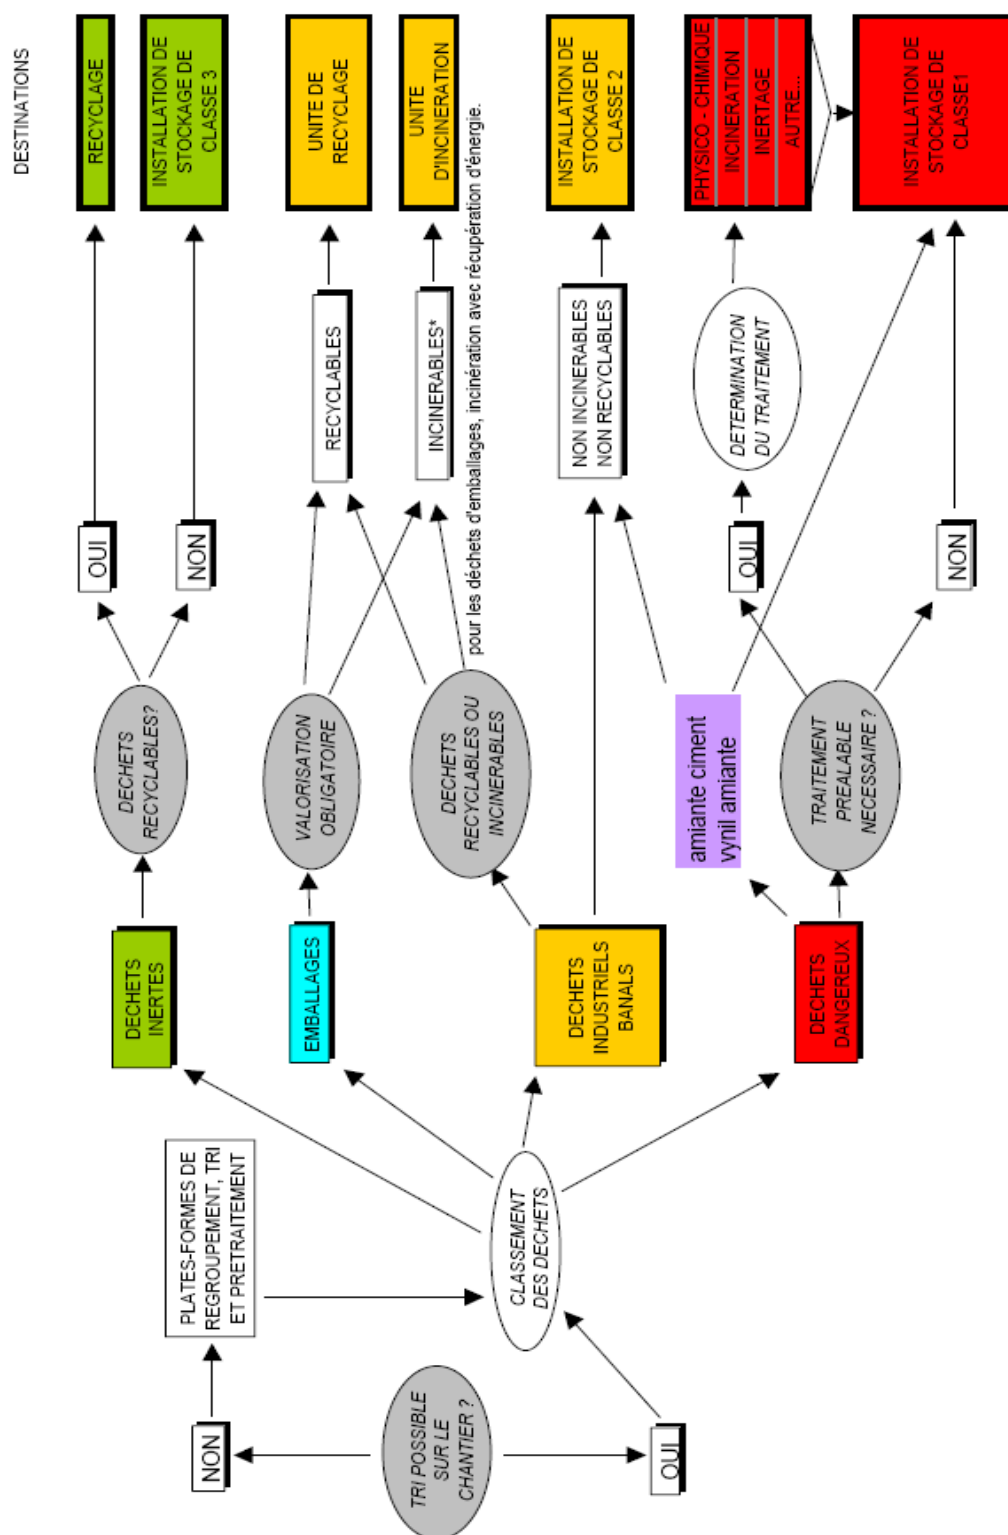 TRI POSSIBLE
SUR LE
CHANTIER ?
NON
OUI
PLATES-FORMES DE
REGROUPEMENT, TRI
ET PRETRAITEMENT
CLASSEMENT
DES DECHETS
DECHETS
INERTES
EMBALLAGES
DECHETS
INDUSTRIELS
BANALS
DECHETS
DANGEREUX
DECHETS
RECYCLABLES?
VALORISATION
OBLIGATOIRE
DECHETS
RECYCLABLES OU
INCINERABLES
amiante ciment
vynil amiante
TRAITEMENT
PREALABLE
NECESSAIRE ?
OUI
NON
RECYCLABLES
INCINERABLES*
pour les déchets d'emballages, incinération avec récupération d'énergie.
NON INCINERABLES
NON RECYCLABLES
OUI
DETERMINATION
DU TRAITEMENT
NON
DESTINATIONS
RECYCLAGE
INSTALLATION DE
STOCKAGE DE
CLASSE 3
UNITE DE
RECYCLAGE
UNITE
D'INCINERATION
INSTALLATION DE
STOCKAGE DE
CLASSE 2
PHYSICO - CHIMIQUE
INCINERATION
INERTAGE
AUTRE...
INSTALLATION DE
STOCKAGE DE
CLASSE1